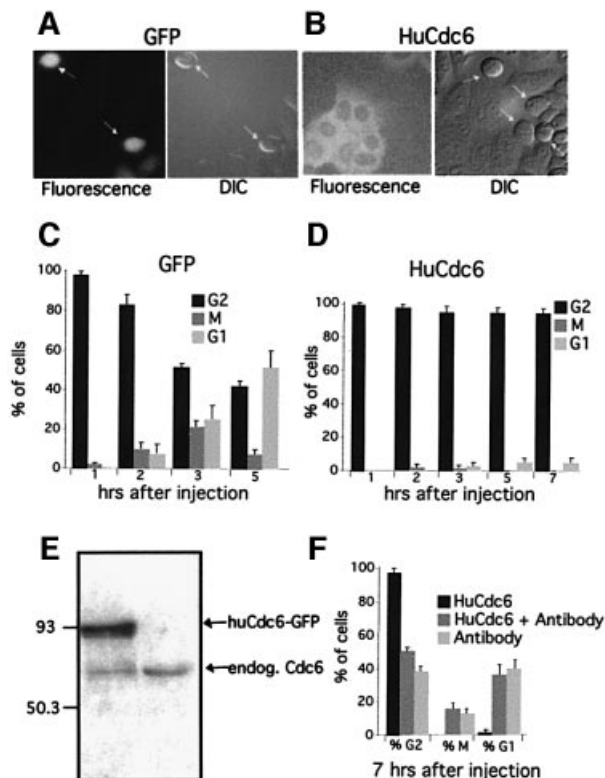 A
GFP
B
HuCdc6
Fluorescence
DIC
Fluorescence
DIC
C
GFP
% of cells
100
80
60
40
20
0
G2
M
G1
1 2 3 5
hrs after injection
D
HuCdc6
% of cells
100
80
60
40
20
0
G2
M
G1
1 2 3 5 7
hrs after injection
E
93
50.3
huCdc6-GFP
endog. Cdc6
F
% of cells
100
80
60
40
20
0
HuCdc6
HuCdc6 + Antibody
Antibody
% G2 % M % G1
7 hrs after injection